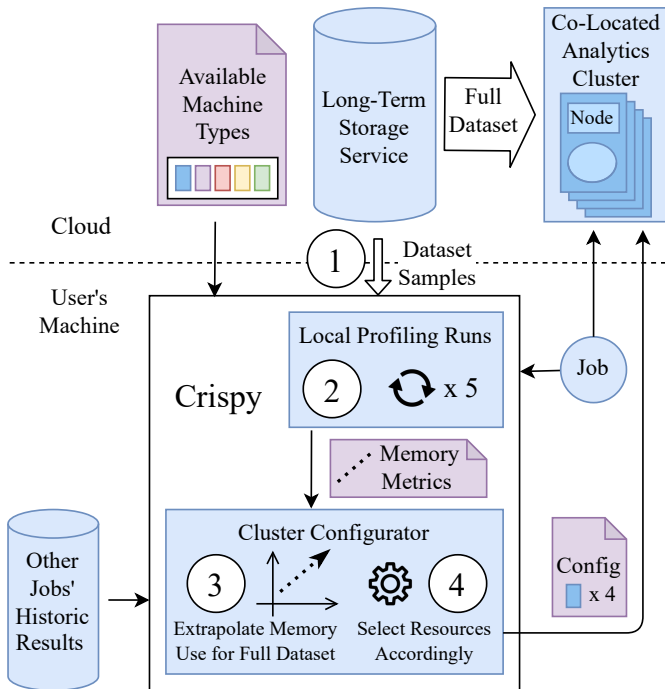 Available
Machine
Types
Long-Term
Storage
Service
Full
Dataset
Co-Located
Analytics
Cluster
Node
Cloud
1
Dataset
Samples
User's
Machine
Local Profiling Runs
2
x 5
Crispy
Job
Memory
Metrics
Cluster Configurator
3
4
Extrapolate Memory
Use for Full Dataset
Select Resources
Accordingly
Other
Jobs'
Historic
Results
Config
x 4